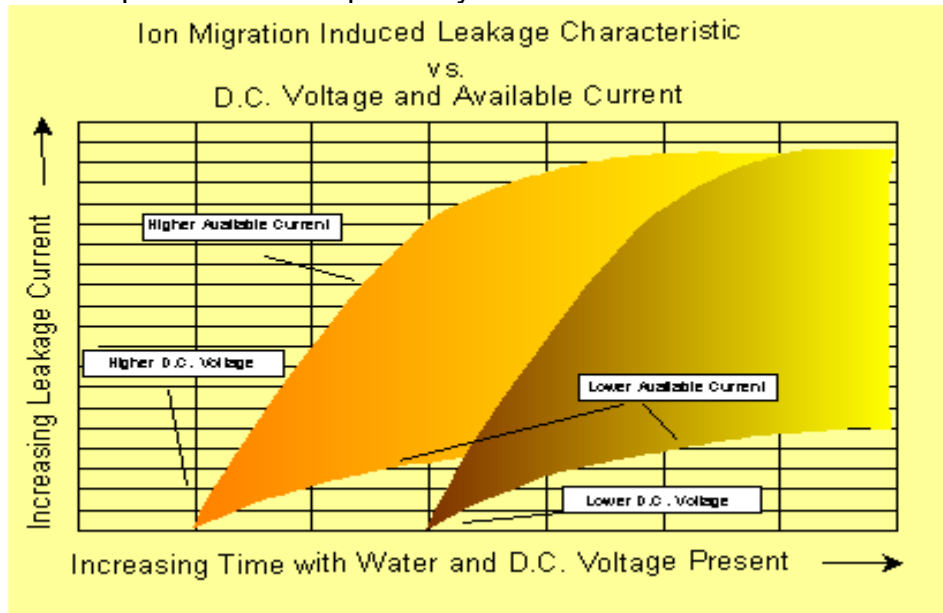 Ion Migration Induced Leakage Characteristic
vs.
D.C. Voltage and Available Current
Increasing Leakage Current
Higher Available Current
Higher D.C. Voltage
Lower Available Current
Lower D.C. Voltage
Increasing Time with Water and D.C. Voltage Present